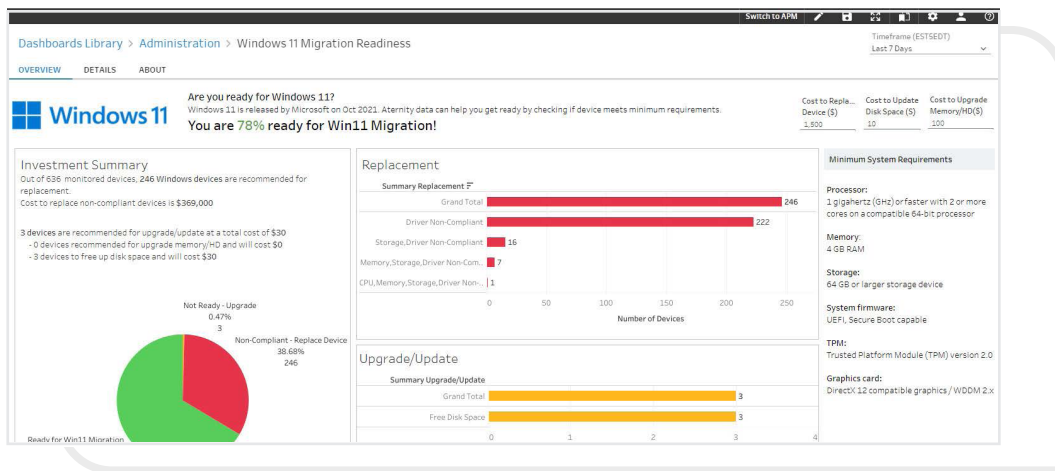 Switch to APM
Dashboards Library > Administration > Windows 11 Migration Readiness
Timeframe (EST5EDT)
Last 7 Days
OVERVIEW DETAILS ABOUT
Windows 11
Are you ready for Windows 11?
Windows 11 is released by Microsoft on Oct 2021. Aternity data can help you get ready by checking if device meets minimum requirements.
You are 78% ready for Win11 Migration!
Cost to Repla...
Device ($)
1,500
Cost to Update
Disk Space ($)
10
Cost to Upgrade
Memory/HD($)
100
Investment Summary
Out of 636 monitored devices, 246 Windows devices are recommended for
replacement.
Cost to replace non-compliant devices is $369,000
3 devices are recommended for upgrade/update at a total cost of $30
- 0 devices recommended for upgrade memory/HD and will cost $0
- 3 devices to free up disk space and will cost $30
Not Ready - Upgrade
0.47%
3
Non-Compliant - Replace Device
38.68%
246
Ready for Win11 Migration
Replacement
Summary Replacement
Grand Total 246
Driver Non-Compliant 222
Storage,Driver Non-Compliant 16
Memory,Storage,Driver Non-Com... 7
CPU,Memory,Storage,Driver Non-... 1
0 50 100 150 200 250
Number of Devices
Upgrade/Update
Summary Upgrade/Update
Grand Total 3
Free Disk Space 3
0 1 2 3 4
Minimum System Requirements
Processor:
1 gigahertz (GHz) or faster with 2 or more
cores on a compatible 64-bit processor
Memory:
4 GB RAM
Storage:
64 GB or larger storage device
System firmware:
UEFI, Secure Boot capable
TPM:
Trusted Platform Module (TPM) version 2.0
Graphics card:
DirectX 12 compatible graphics / WDDM 2.x